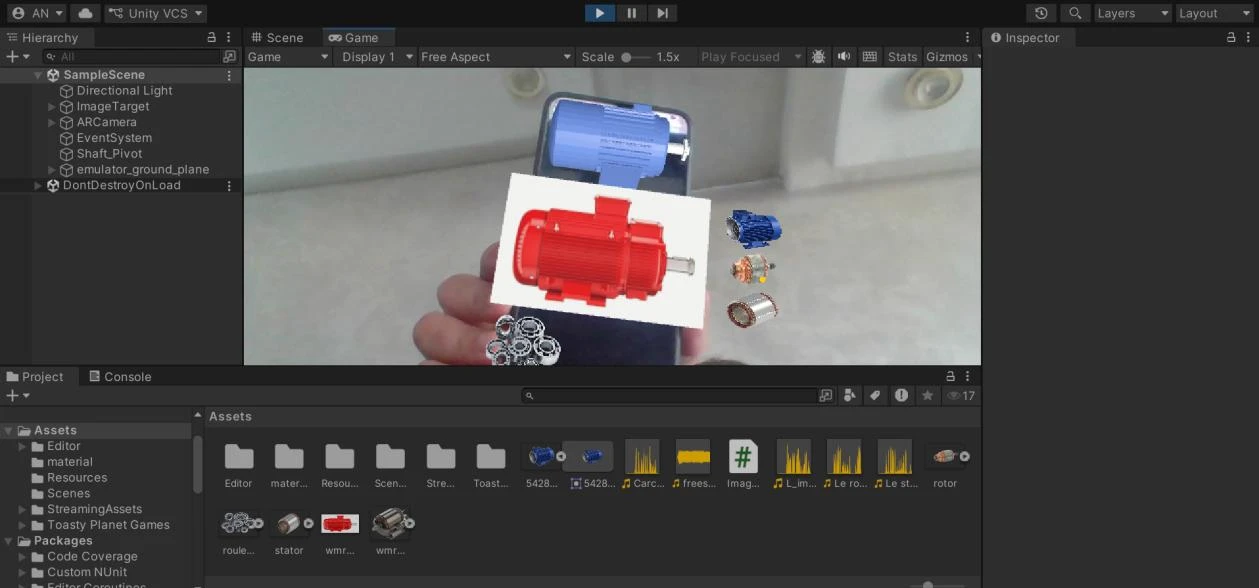 AN
Unity VCS
Layers
Layout
Hierarchy
Scene
Game
Inspector
All
Game
Display 1
Free Aspect
Scale
1.5x
Play Focused
Stats
Gizmos
SampleScene
Directional Light
ImageTarget
ARCamera
EventSystem
Shaft_Pivot
emulator_ground_plane
DontDestroyOnLoad
Project
Console
17
Assets
Editor
material
Resources
Scenes
StreamingAssets
Toasty Planet Games
Packages
Code Coverage
Custom NUnit
Editor Coroutines
Assets
Editor
mater...
Resou...
Scen...
Stre...
Toast...
5428...
5428...
Carc...
frees...
Imag...
L_im...
Le ro...
Le st...
rotor
roule...
stator
wmr...
wmr...